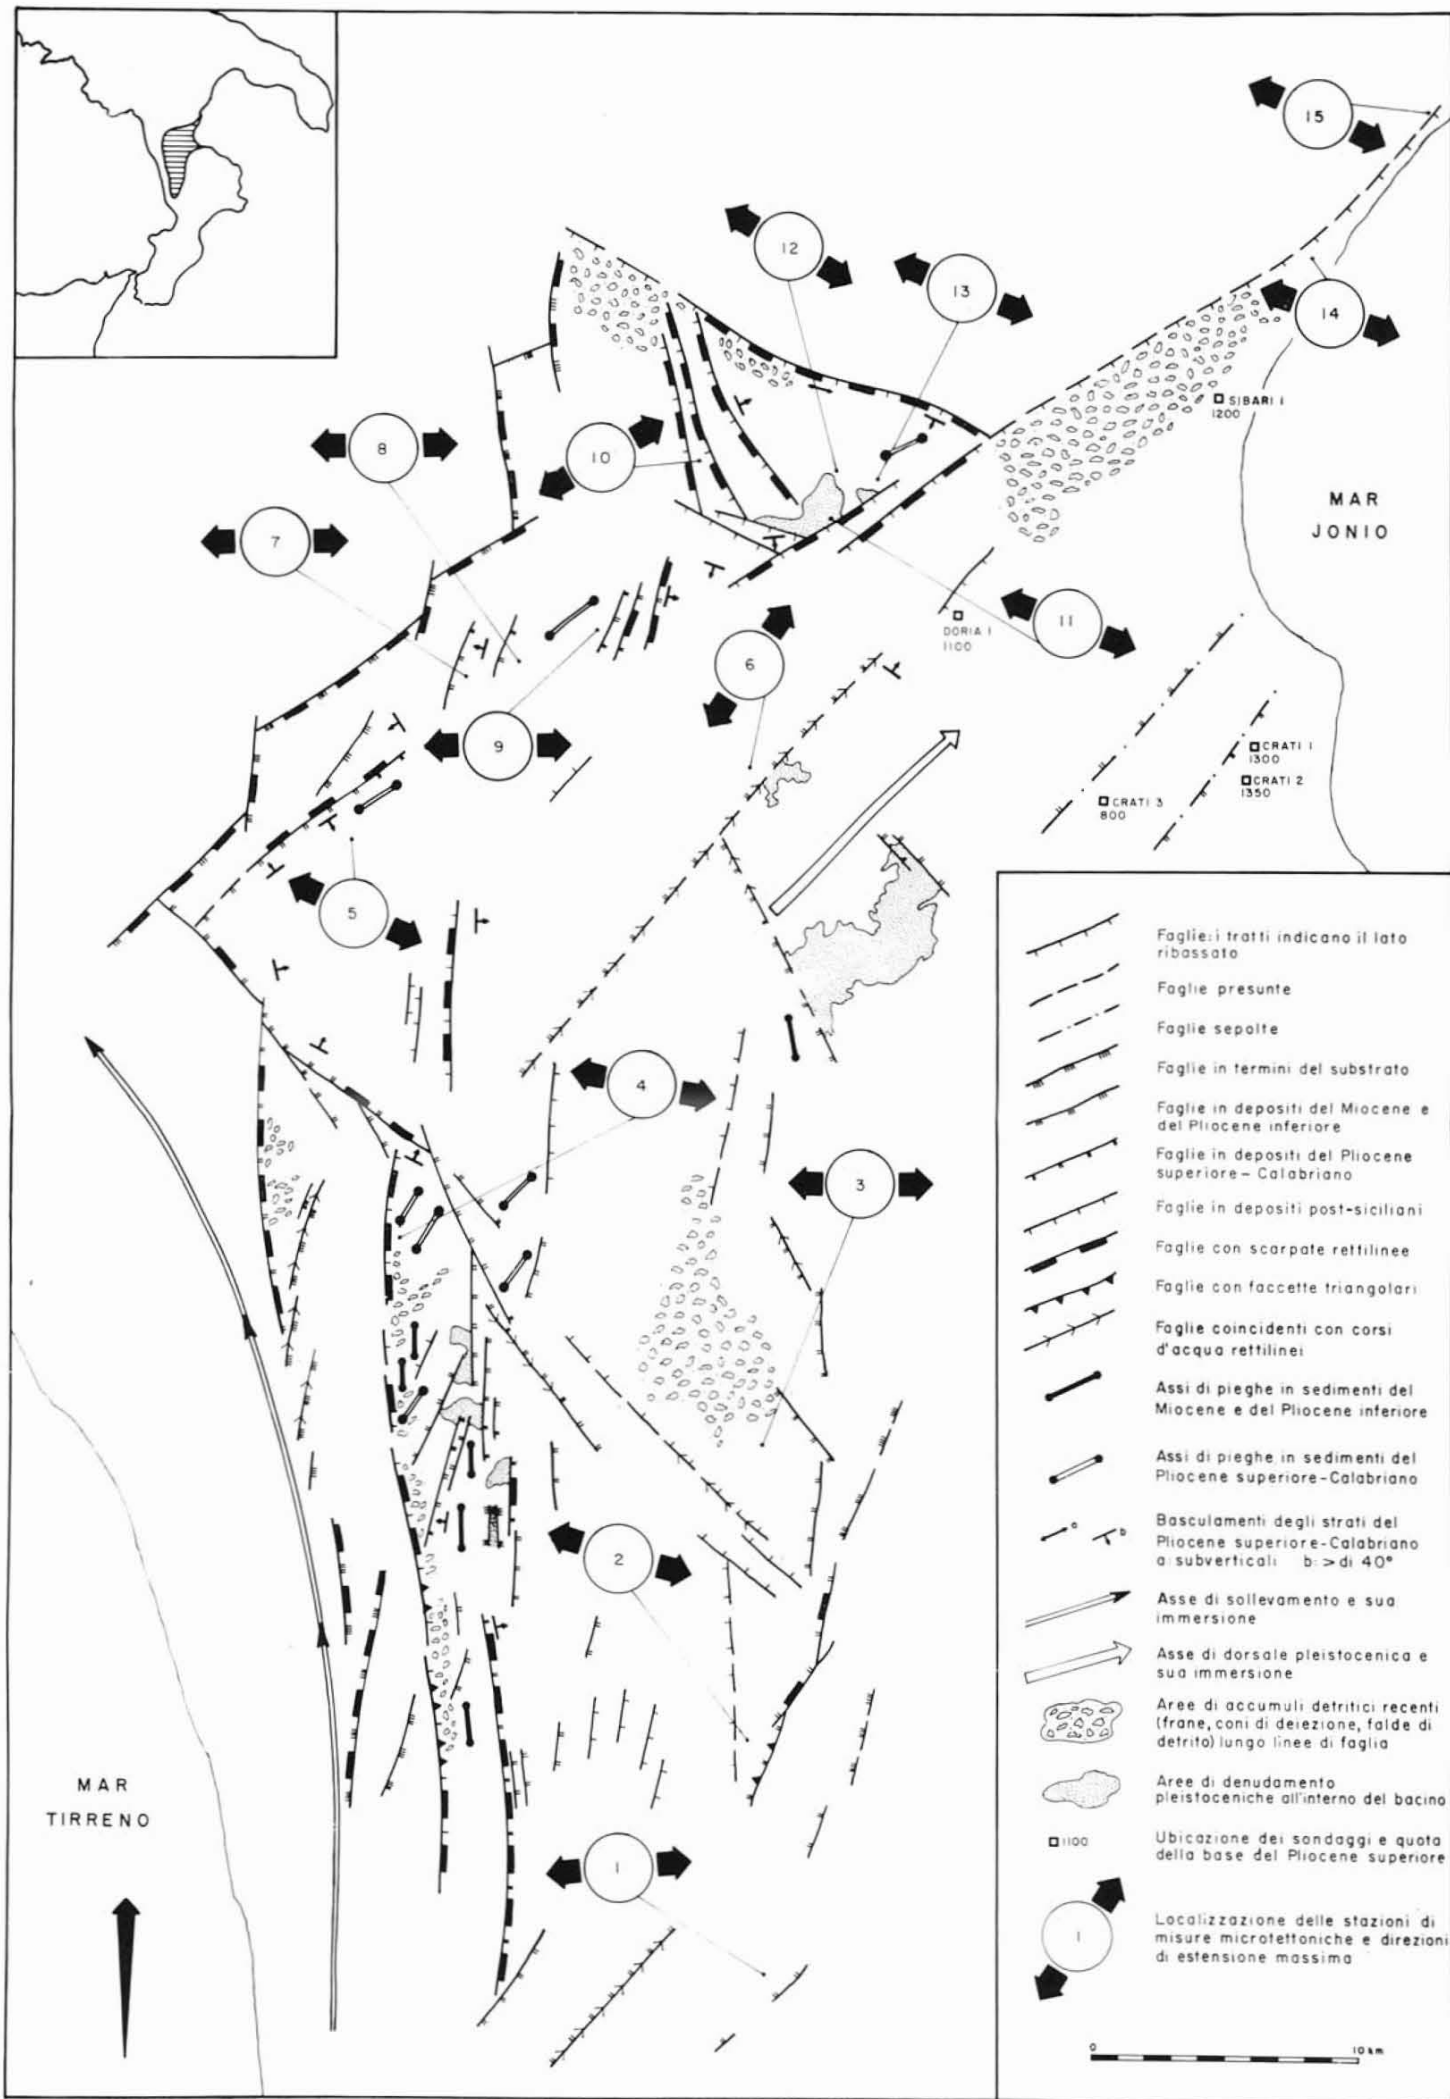 15
12
13
14
SIBARI 1
1200
8
10
7
MAR
JONIO
11
DORIA 1
1100
6
9
CRATI 1
1300
CRATI 2
1350
CRATI 3
800
5
4
3
2
1
MAR
TIRRENO
Faglie: i tratti indicano il lato
ribassato
Faglie presunte
Faglie sepolte
Faglie in termini del substrato
Faglie in depositi del Miocene e
del Pliocene inferiore
Faglie in depositi del Pliocene
superiore - Calabriano
Faglie in depositi post-siciliani
Faglie con scarpate rettilinee
Faglie con faccette triangolari
Faglie coincidenti con corsi
d'acqua rettilinei
Assi di pieghe in sedimenti del
Miocene e del Pliocene inferiore
Assi di pieghe in sedimenti del
Pliocene superiore-Calabriano
a b
Basculamenti degli strati del
Pliocene superiore-Calabriano
a: subverticali b: > di 40°
Asse di sollevamento e sua
immersione
Asse di dorsale pleistocenica e
sua immersione
Aree di accumuli detritici recenti
(frane, coni di deiezione, falde di
detrito) lungo linee di faglia
Aree di denudamento
pleistoceniche all'interno del bacino
1100
Ubicazione dei sondaggi e quota
della base del Pliocene superiore
1
Localizzazione delle stazioni di
misure microtettoniche e direzioni
di estensione massima
0 10 km